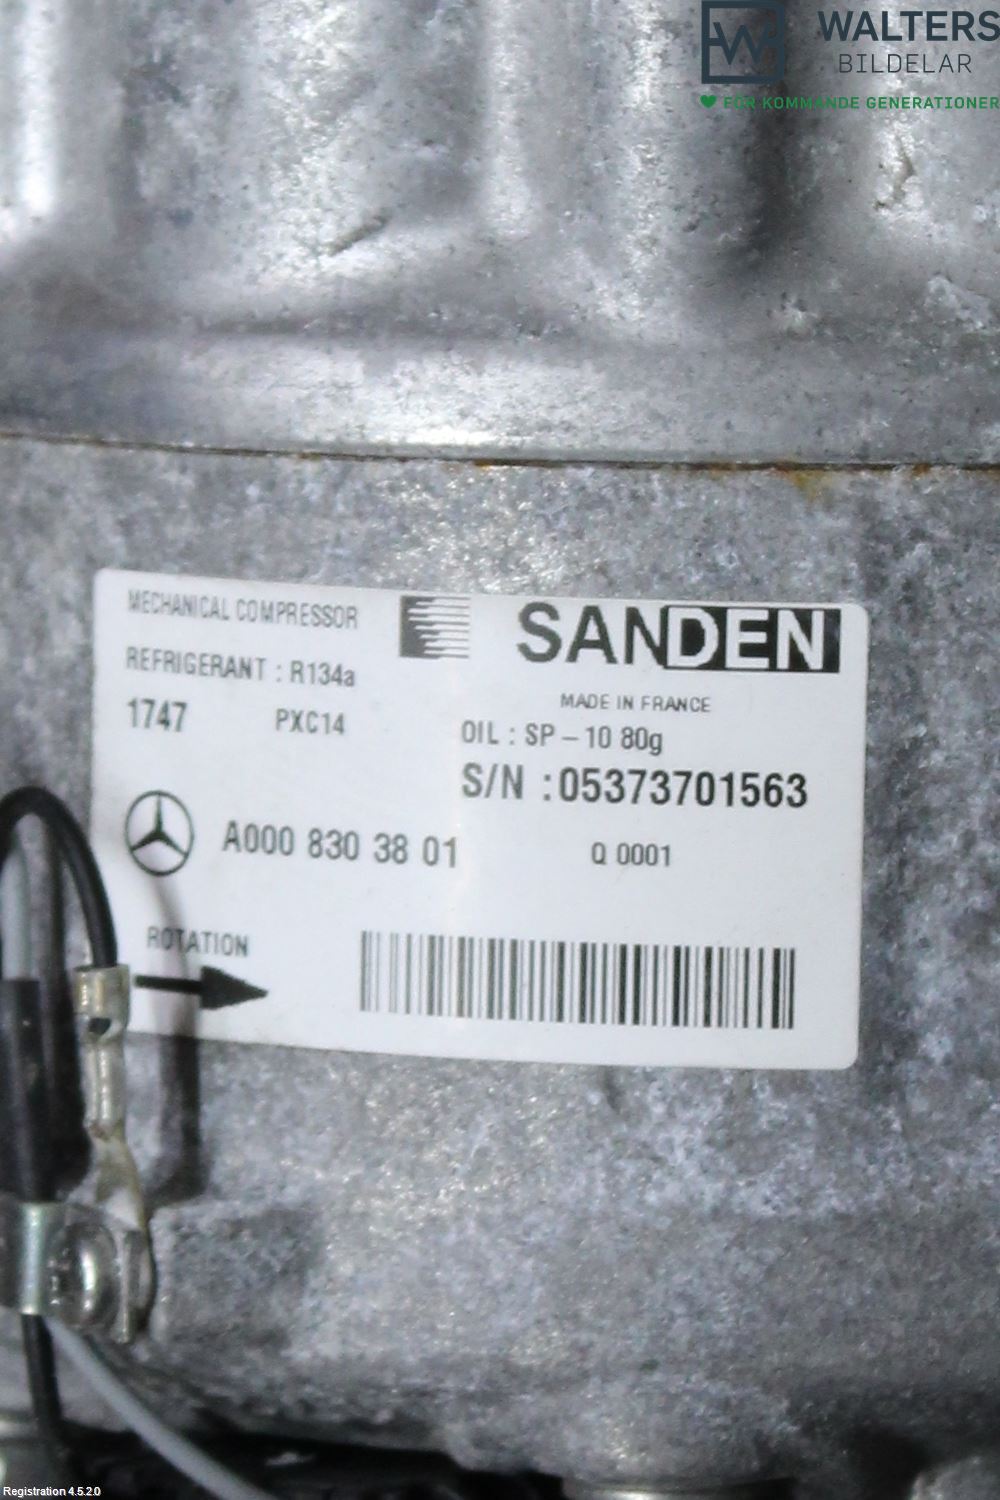 WALTERS
BILDELAR
FÖR KOMMANDE GENERATIONER
MECHANICAL COMPRESSOR
SANDEN
REFRIGERANT : R134a
MADE IN FRANCE
1747 PXC14
OIL : SP – 10 80g
S/N : 05373701563
A000 830 38 01
Q 0001
ROTATION
Registration 4.5.2.0